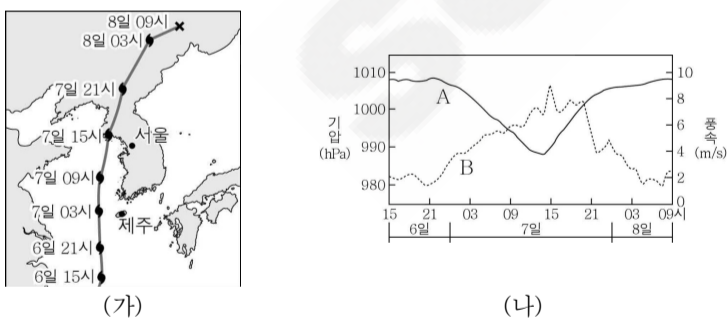 8일 09시
8일 03시
7일 21시
7일 15시
서울
7일 09시
7일 03시
제주
6일 21시
6일 15시
(가)
1010
1000
990
980
기압
(hPa)
A
B
10
8
6
4
2
0
풍속
(m/s)
15 21 03 09 15 21 03 09시
6일 7일 8일
(나)